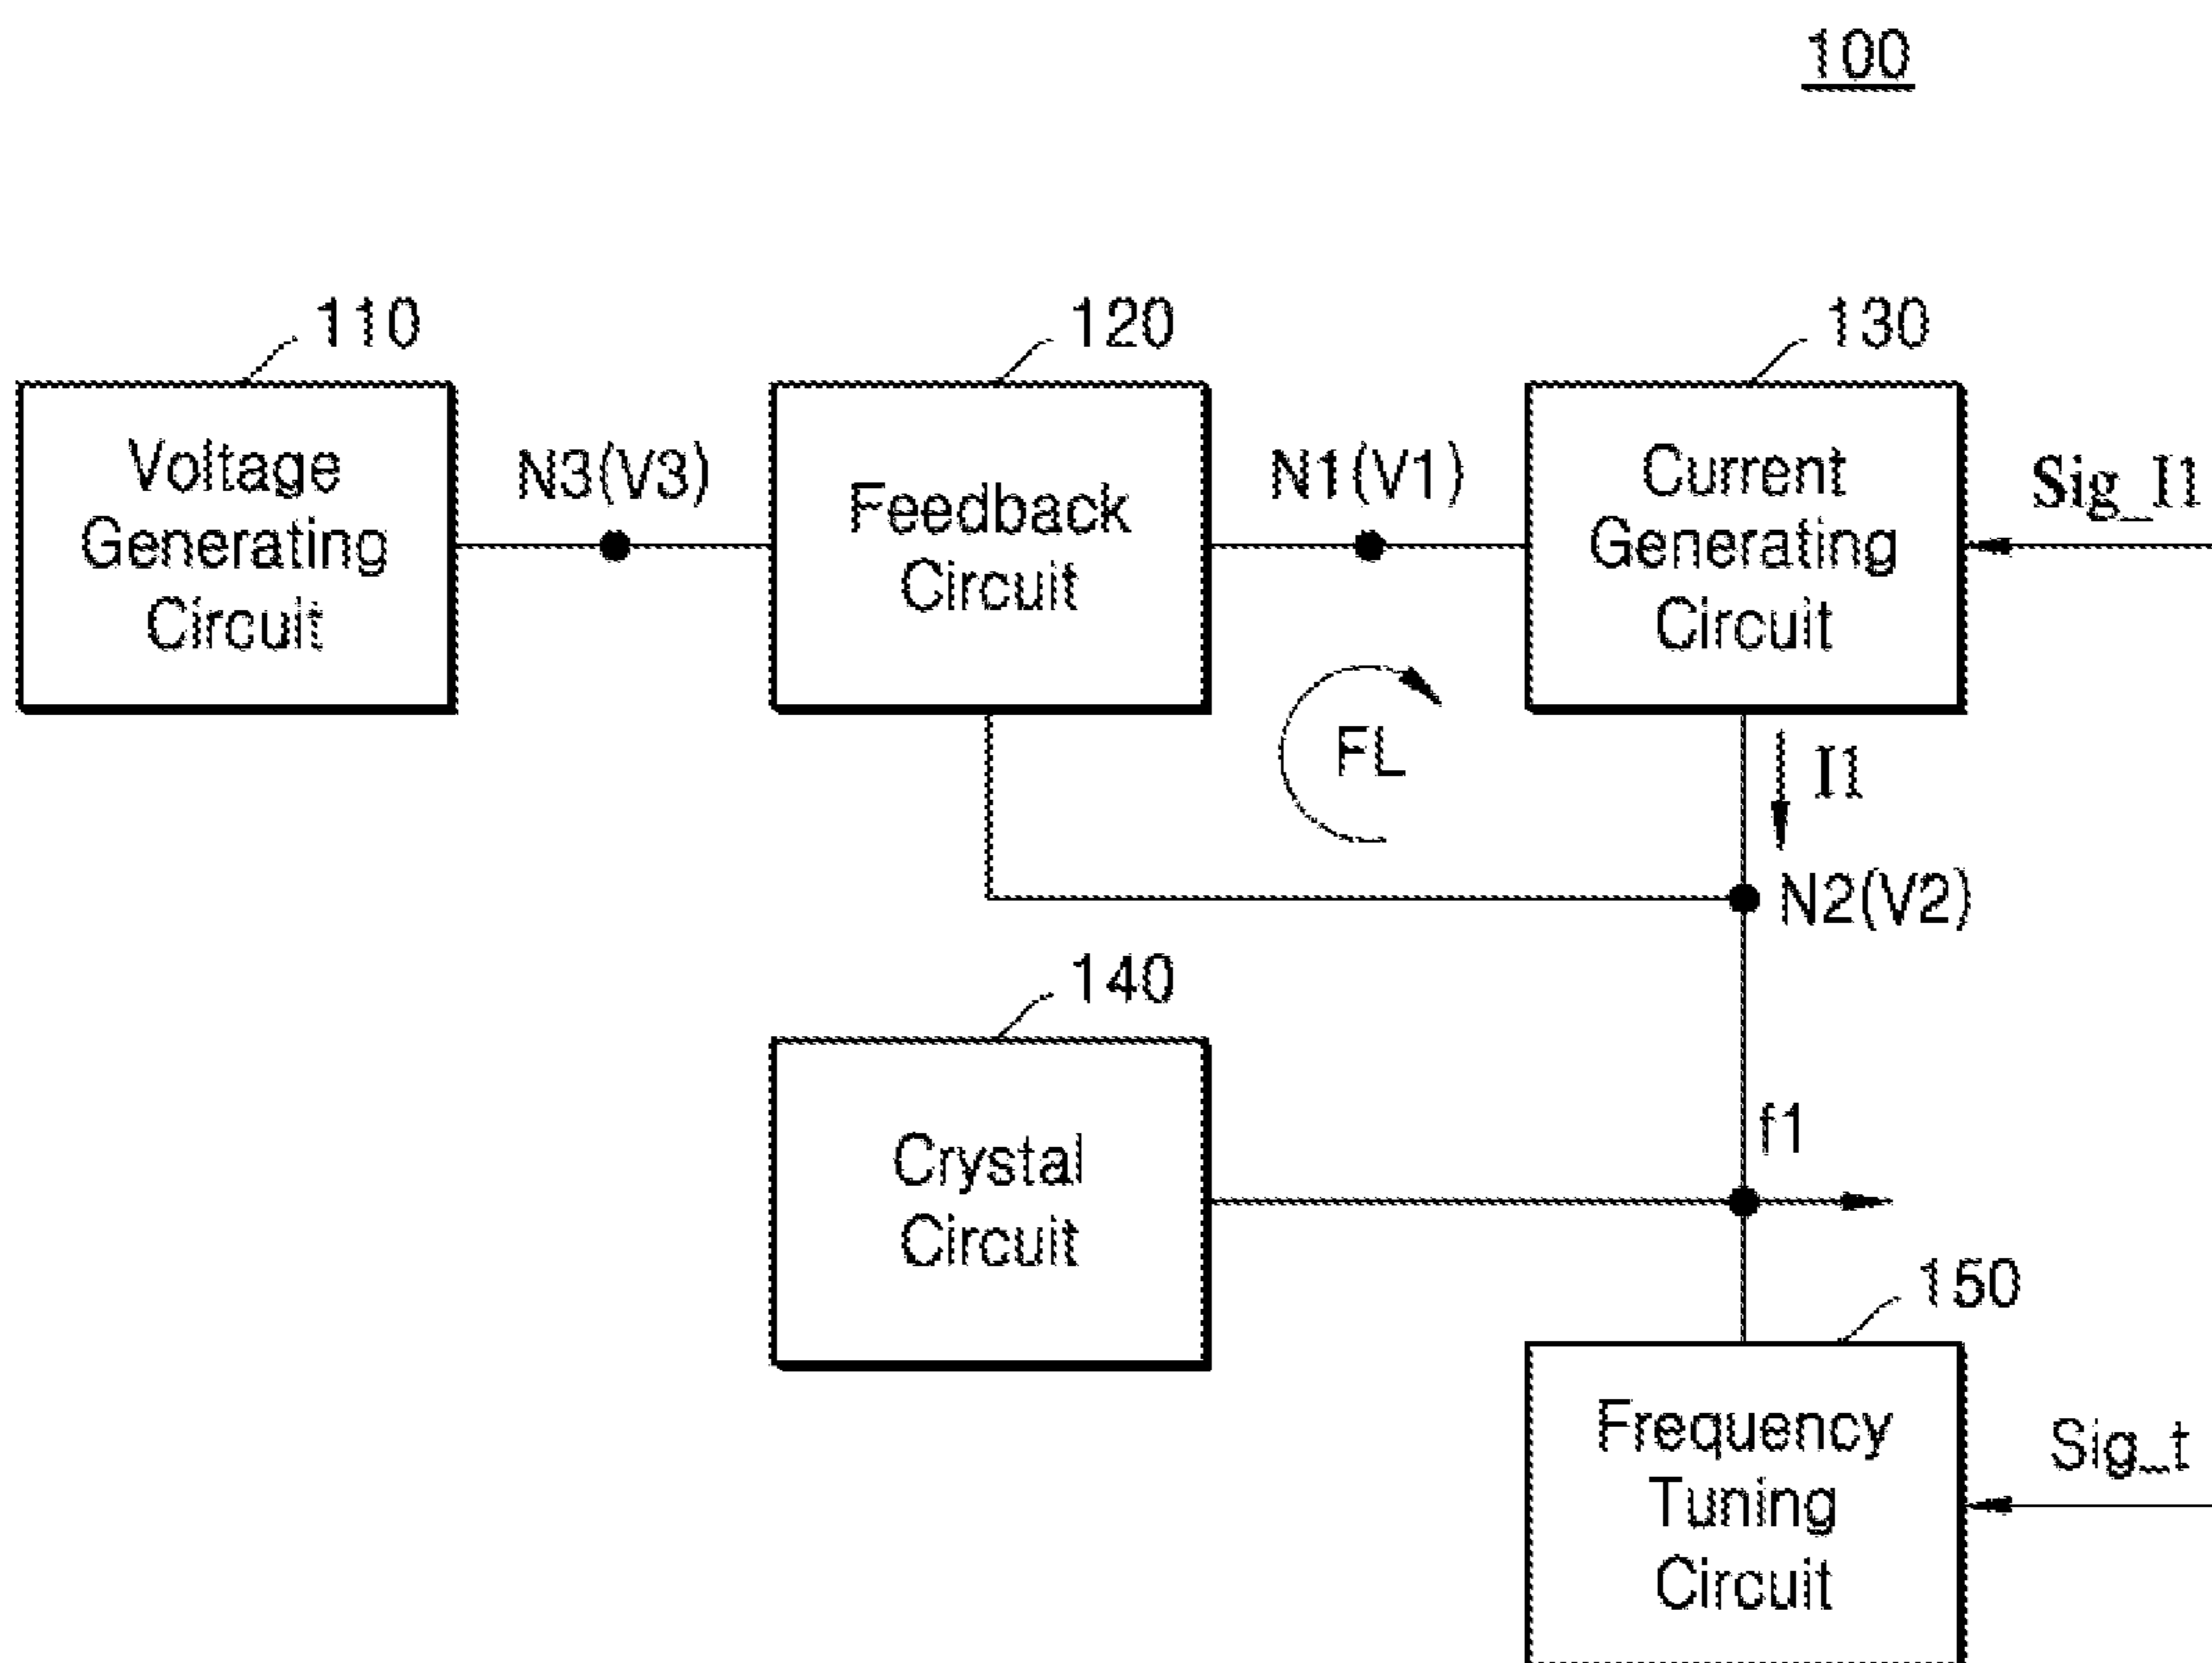 100
110
120
130
Voltage
Generating
Circuit
N3(V3)
Feedback
Circuit
N1(V1)
Current
Generating
Circuit
Sig_I1
FL
I1
N2(V2)
140
Crystal
Circuit
f1
150
Frequency
Tuning
Circuit
Sig_t